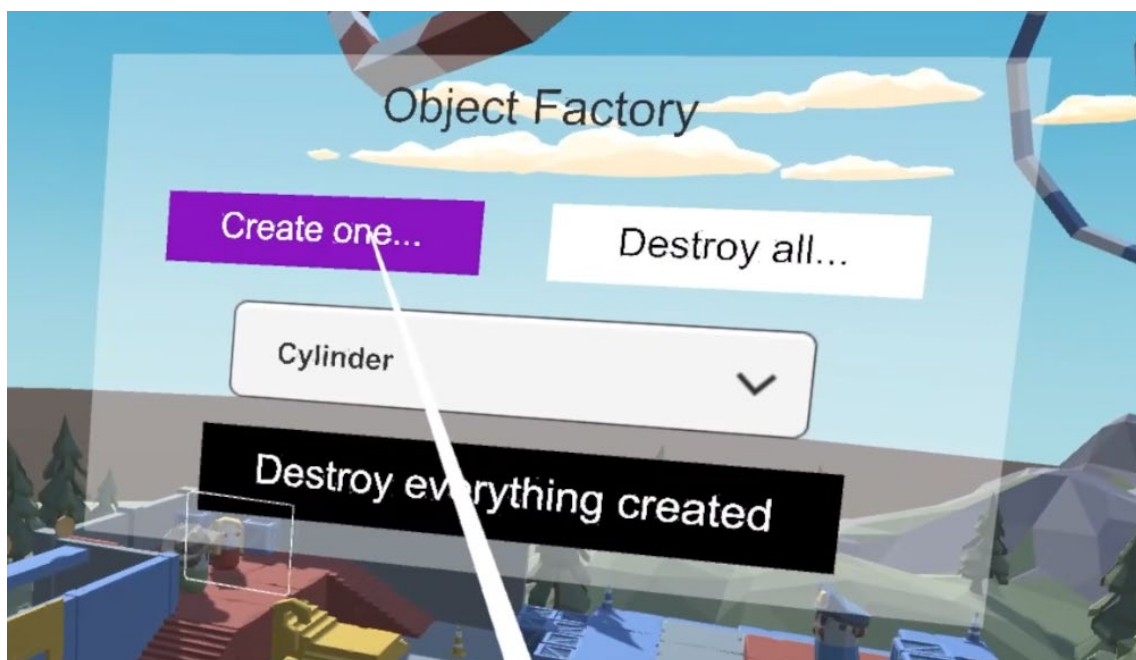 Object Factory
Create one...
Destroy all...
Cylinder
Destroy everything created